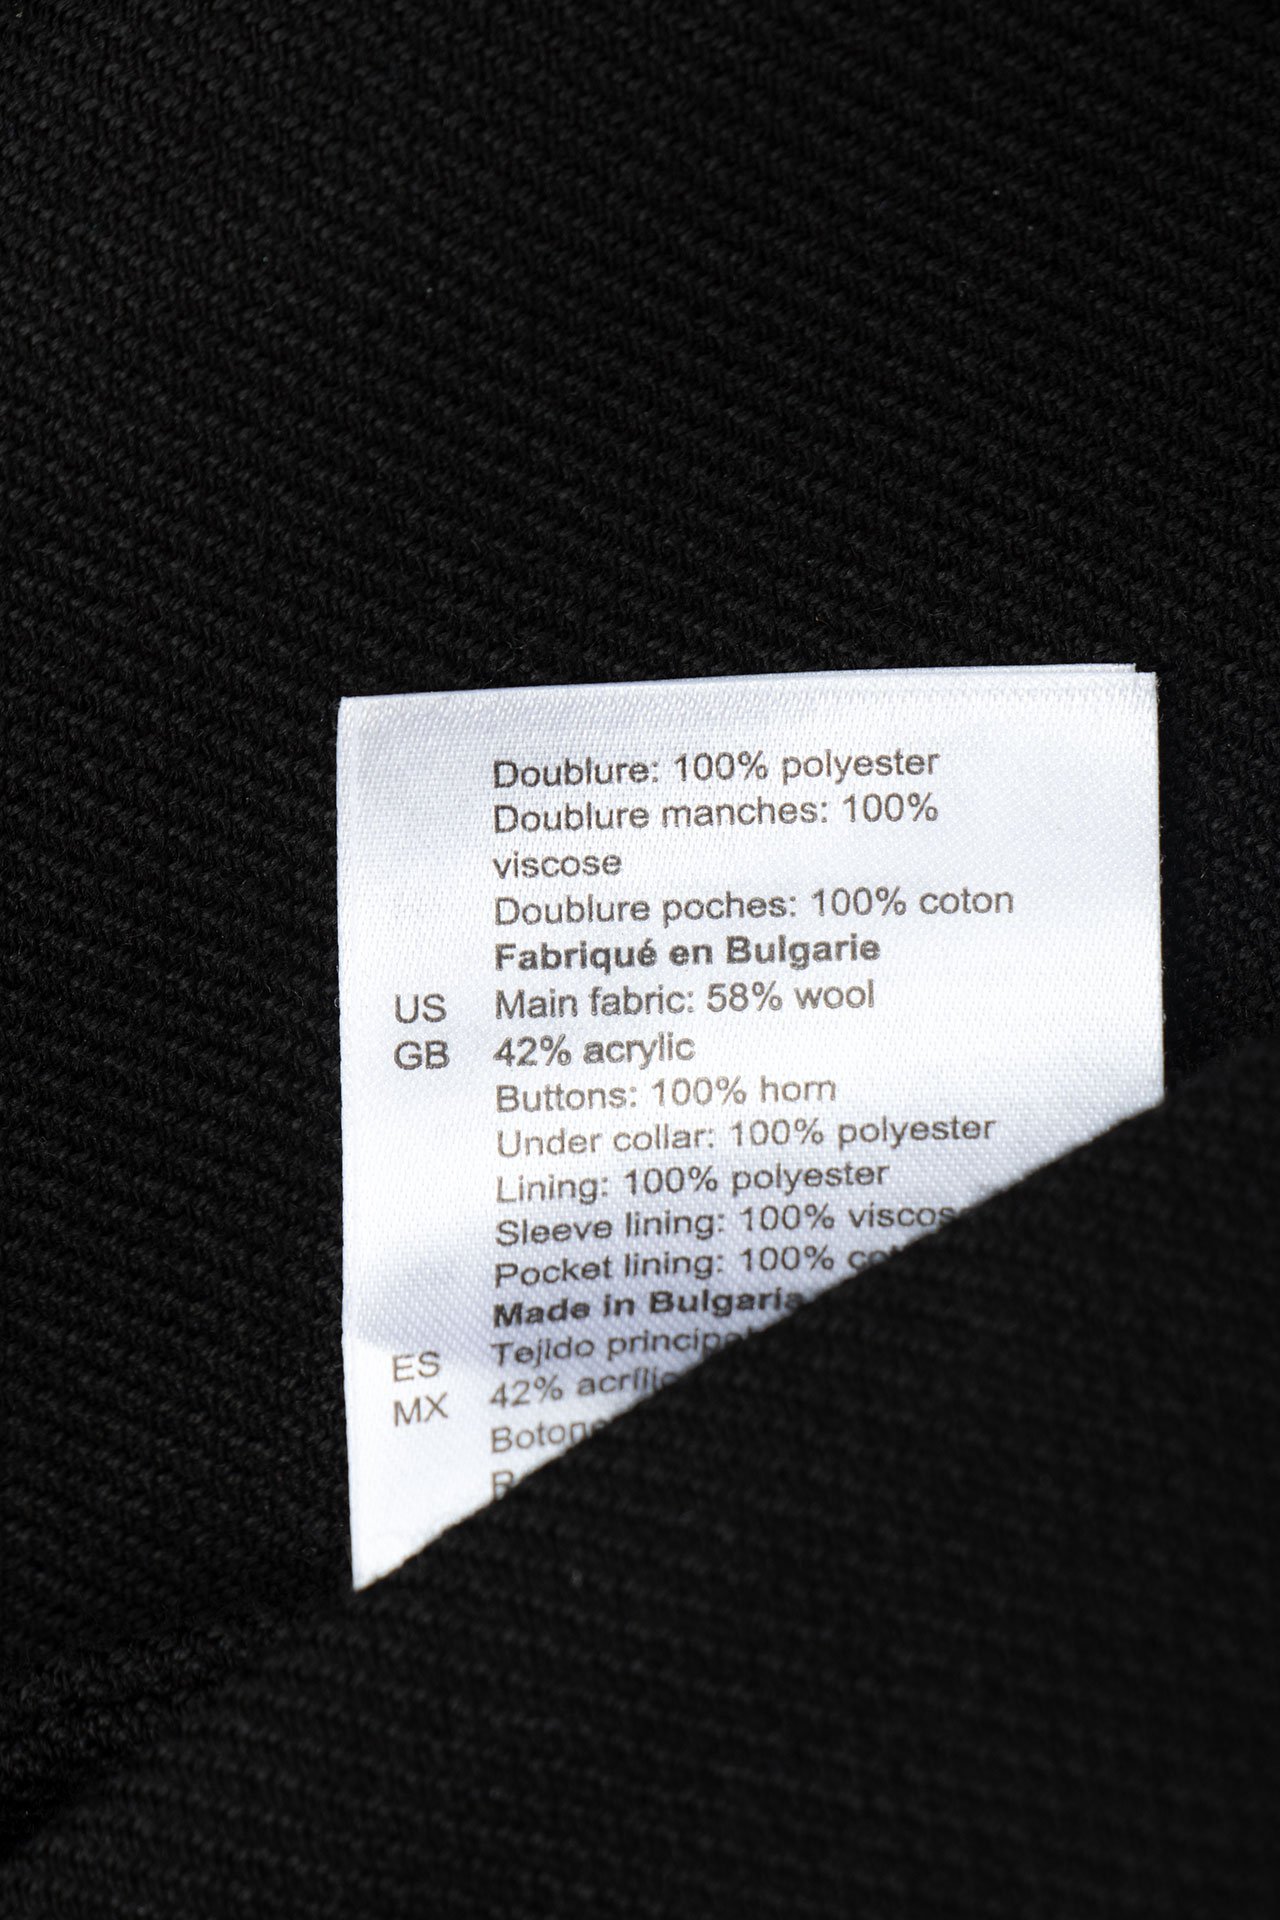 Doublure: 100% polyester
Doublure manches: 100%
viscose
Doublure poches: 100% coton
Fabriqué en Bulgarie
US Main fabric: 58% wool
GB 42% acrylic
Buttons: 100% horn
Under collar: 100% polyester
Lining: 100% polyester
Sleeve lining: 100% viscos
Pocket lining: 100%
Made in Bulgaria
ES Tejido
MX 42%